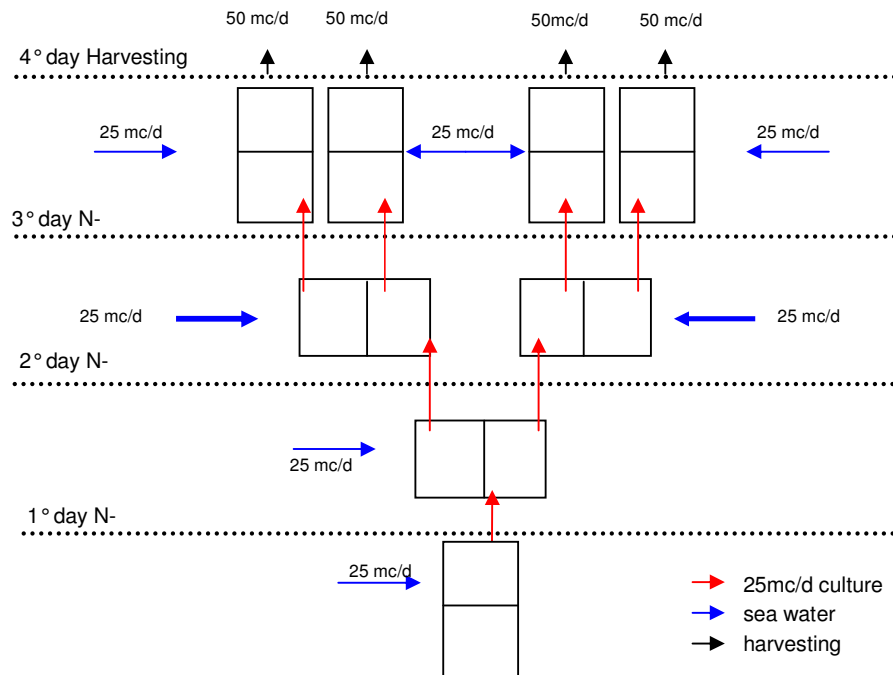 50 mc/d 50 mc/d 50mc/d 50 mc/d
4° day Harvesting
25 mc/d 25 mc/d 25 mc/d
3° day N-
25 mc/d 25 mc/d
2° day N-
25 mc/d
1° day N-
25 mc/d
25mc/d culture
sea water
harvesting